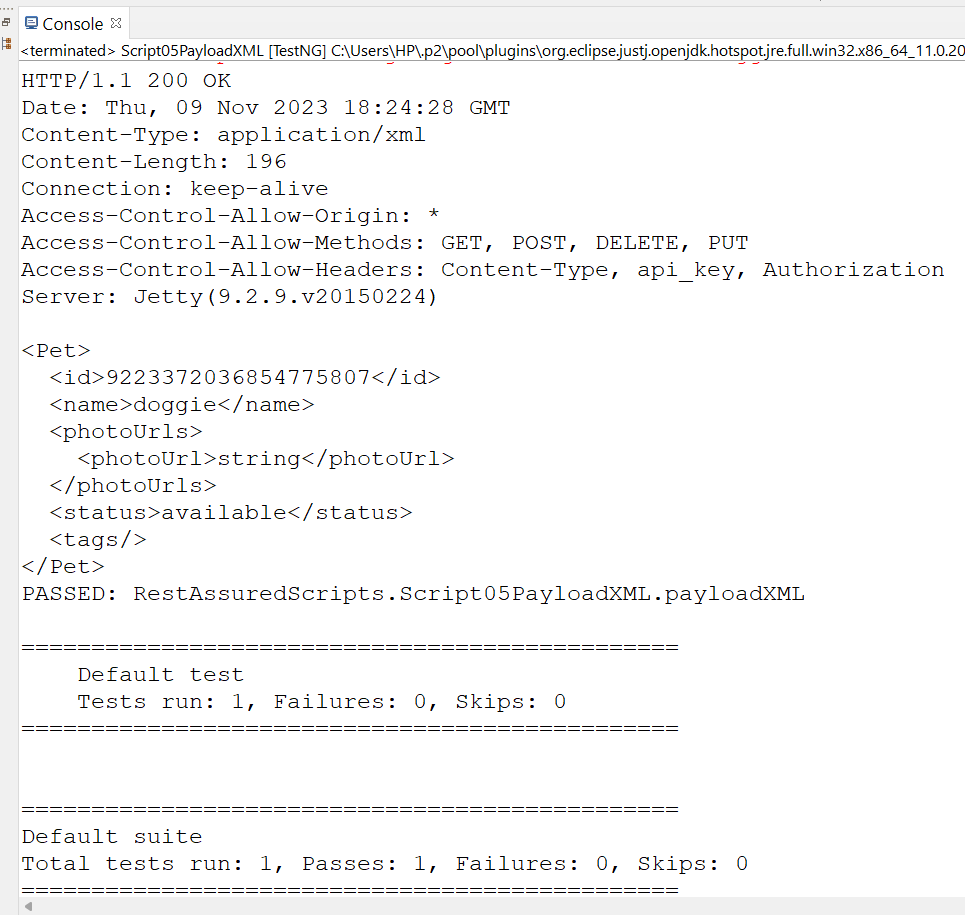 Console
<terminated> Script05PayloadXML [TestNG] C:\Users\HP\.p2\pool\plugins\org.eclipse.justj.openjdk.hotspot.jre.full.win32.x86_64_11.0.20
HTTP/1.1 200 OK
Date: Thu, 09 Nov 2023 18:24:28 GMT
Content-Type: application/xml
Content-Length: 196
Connection: keep-alive
Access-Control-Allow-Origin: *
Access-Control-Allow-Methods: GET, POST, DELETE, PUT
Access-Control-Allow-Headers: Content-Type, api_key, Authorization
Server: Jetty(9.2.9.v20150224)

<Pet>
  <id>9223372036854775807</id>
  <name>doggie</name>
  <photoUrls>
    <photoUrl>string</photoUrl>
  </photoUrls>
  <status>available</status>
  <tags/>
</Pet>
PASSED: RestAssuredScripts.Script05PayloadXML.payloadXML

===============================================
    Default test
    Tests run: 1, Failures: 0, Skips: 0
===============================================


===============================================
Default suite
Total tests run: 1, Passes: 1, Failures: 0, Skips: 0
===============================================